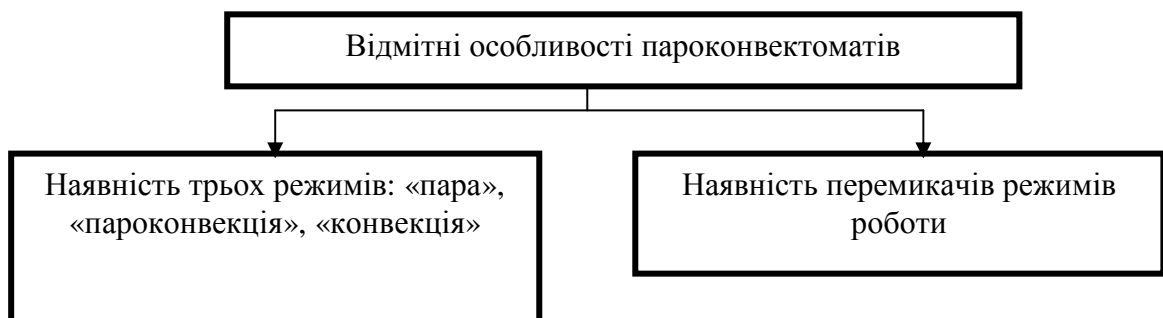 Відмітні особливості пароконвектоматів
Наявність трьох режимів: «пара»,
«пароконвекція», «конвекція»
Наявність перемикачів режимів
роботи